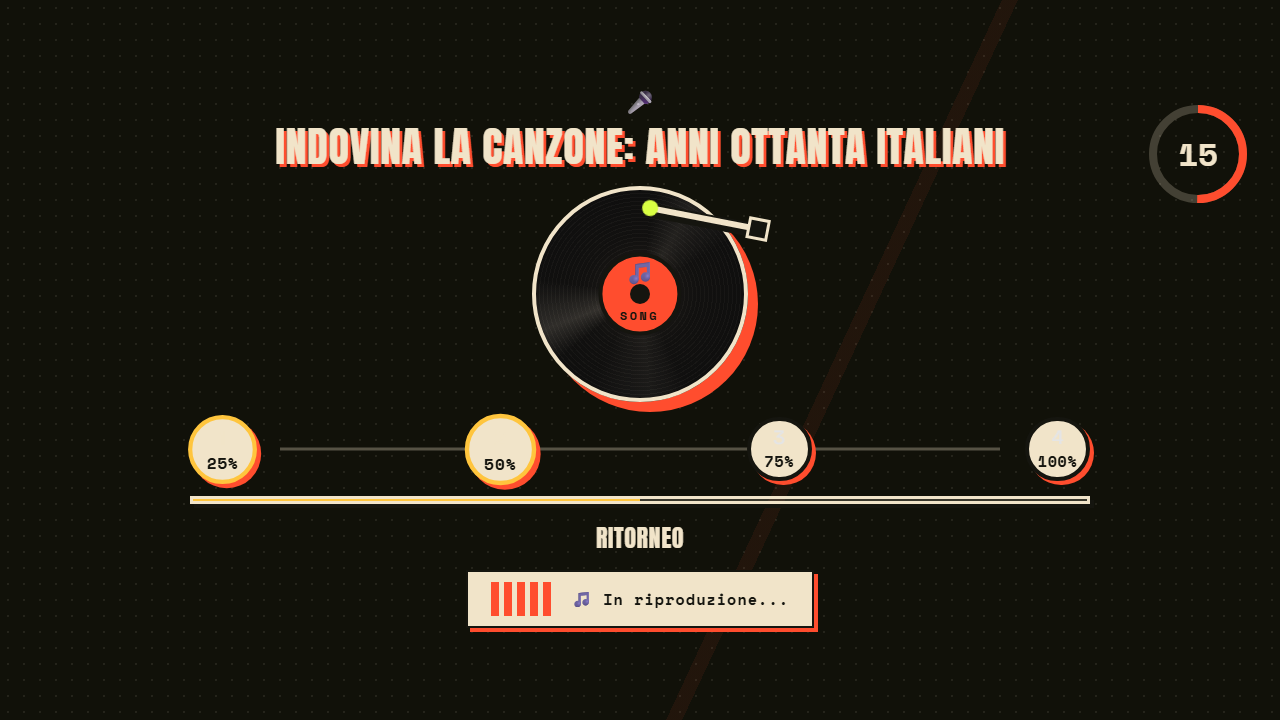 INDOVINA LA CANZONE: ANNI OTTANTA ITALIANI
15
SONG
25%
50%
75%
100%
RITORNEO
In riproduzione...